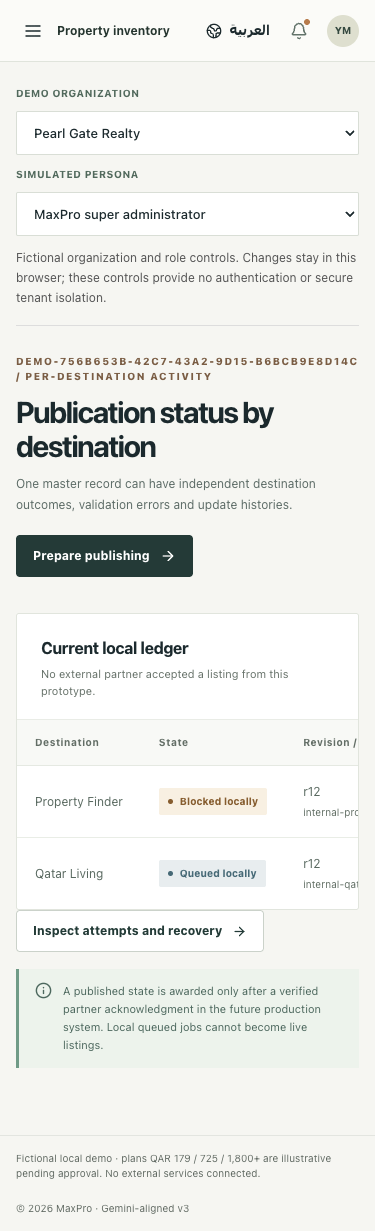 Property inventory
العربية
YM
DEMO ORGANIZATION
Pearl Gate Realty
SIMULATED PERSONA
MaxPro super administrator
Fictional organization and role controls. Changes stay in this
browser; these controls provide no authentication or secure
tenant isolation.
DEMO-756B653B-42C7-43A2-9D15-B6BCB9E8D14C
/ PER-DESTINATION ACTIVITY
Publication status by
destination
One master record can have independent destination
outcomes, validation errors and update histories.
Prepare publishing
Current local ledger
No external partner accepted a listing from this
prototype.
Destination State Revision /
Property Finder Blocked locally r12
internal-pro
Qatar Living Queued locally r12
internal-qat
Inspect attempts and recovery
A published state is awarded only after a verified
partner acknowledgment in the future production
system. Local queued jobs cannot become live
listings.
Fictional local demo · plans QAR 179 / 725 / 1,800+ are illustrative
pending approval. No external services connected.
© 2026 MaxPro · Gemini-aligned v3